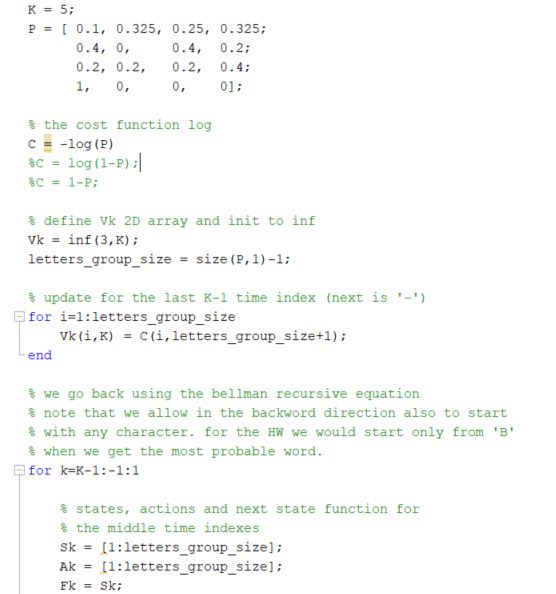 K = 5;
P = [ 0.1, 0.325, 0.25, 0.325;
0.4, 0, 0.4, 0.2;
0.2, 0.2, 0.2, 0.4;
1, 0, 0, 0];
% the cost function log
C = -log(P)
%C = log(1-P);
%C = 1-P;
% define Vk 2D array and init to inf
Vk = inf(3,K);
letters_group_size = size(P,1)-1;
% update for the last K-1 time index (next is '-')
for i=1:letters_group_size
Vk(i,K) = C(i,letters_group_size+1);
end
% we go back using the bellman recursive equation
% note that we allow in the backword direction also to start
% with any character. for the HW we would start only from 'B'
% when we get the most probable word.
for k=K-1:-1:1
% states, actions and next state function for
% the middle time indexes
Sk = [1:letters_group_size];
Ak = [1:letters_group_size];
Fk = Sk;